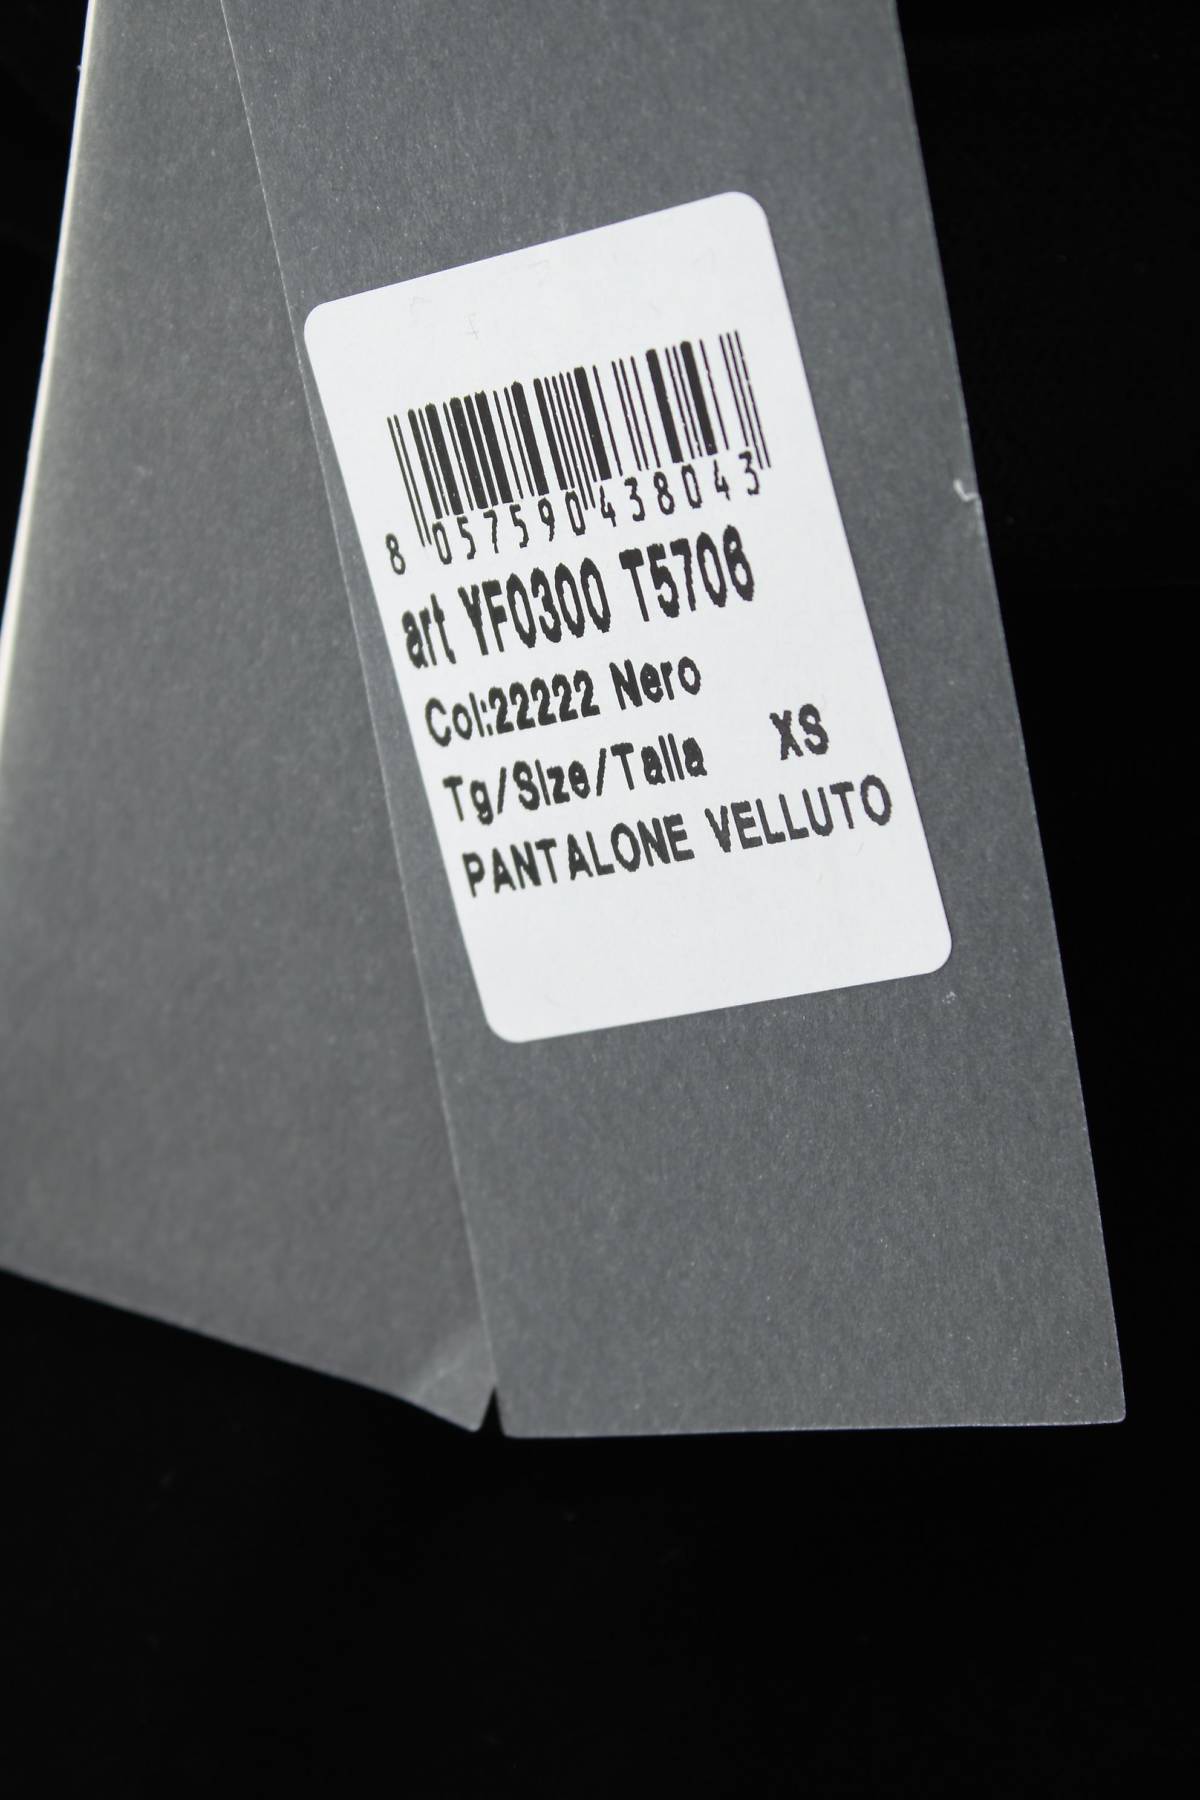 8 057590 438043
art YF0300 T5706
Col:22222 Nero
Tg/Size/Talla XS
PANTALONE VELLUTO